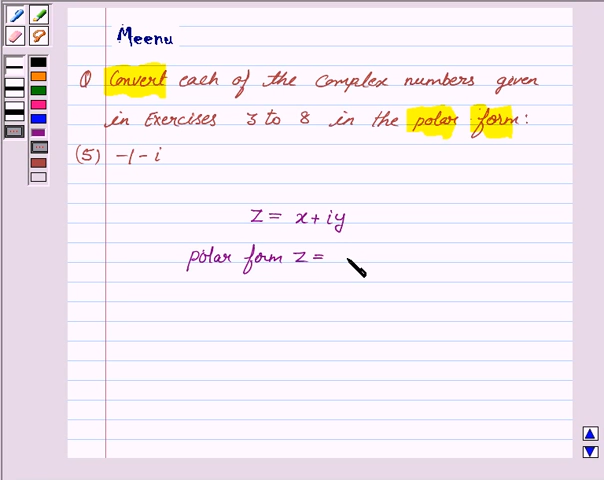 Meenu
Q Convert each of the complex numbers given
in Exercises 3 to 8 in the polar form:
(5) -1-i
Z = x+iy
polar form Z =